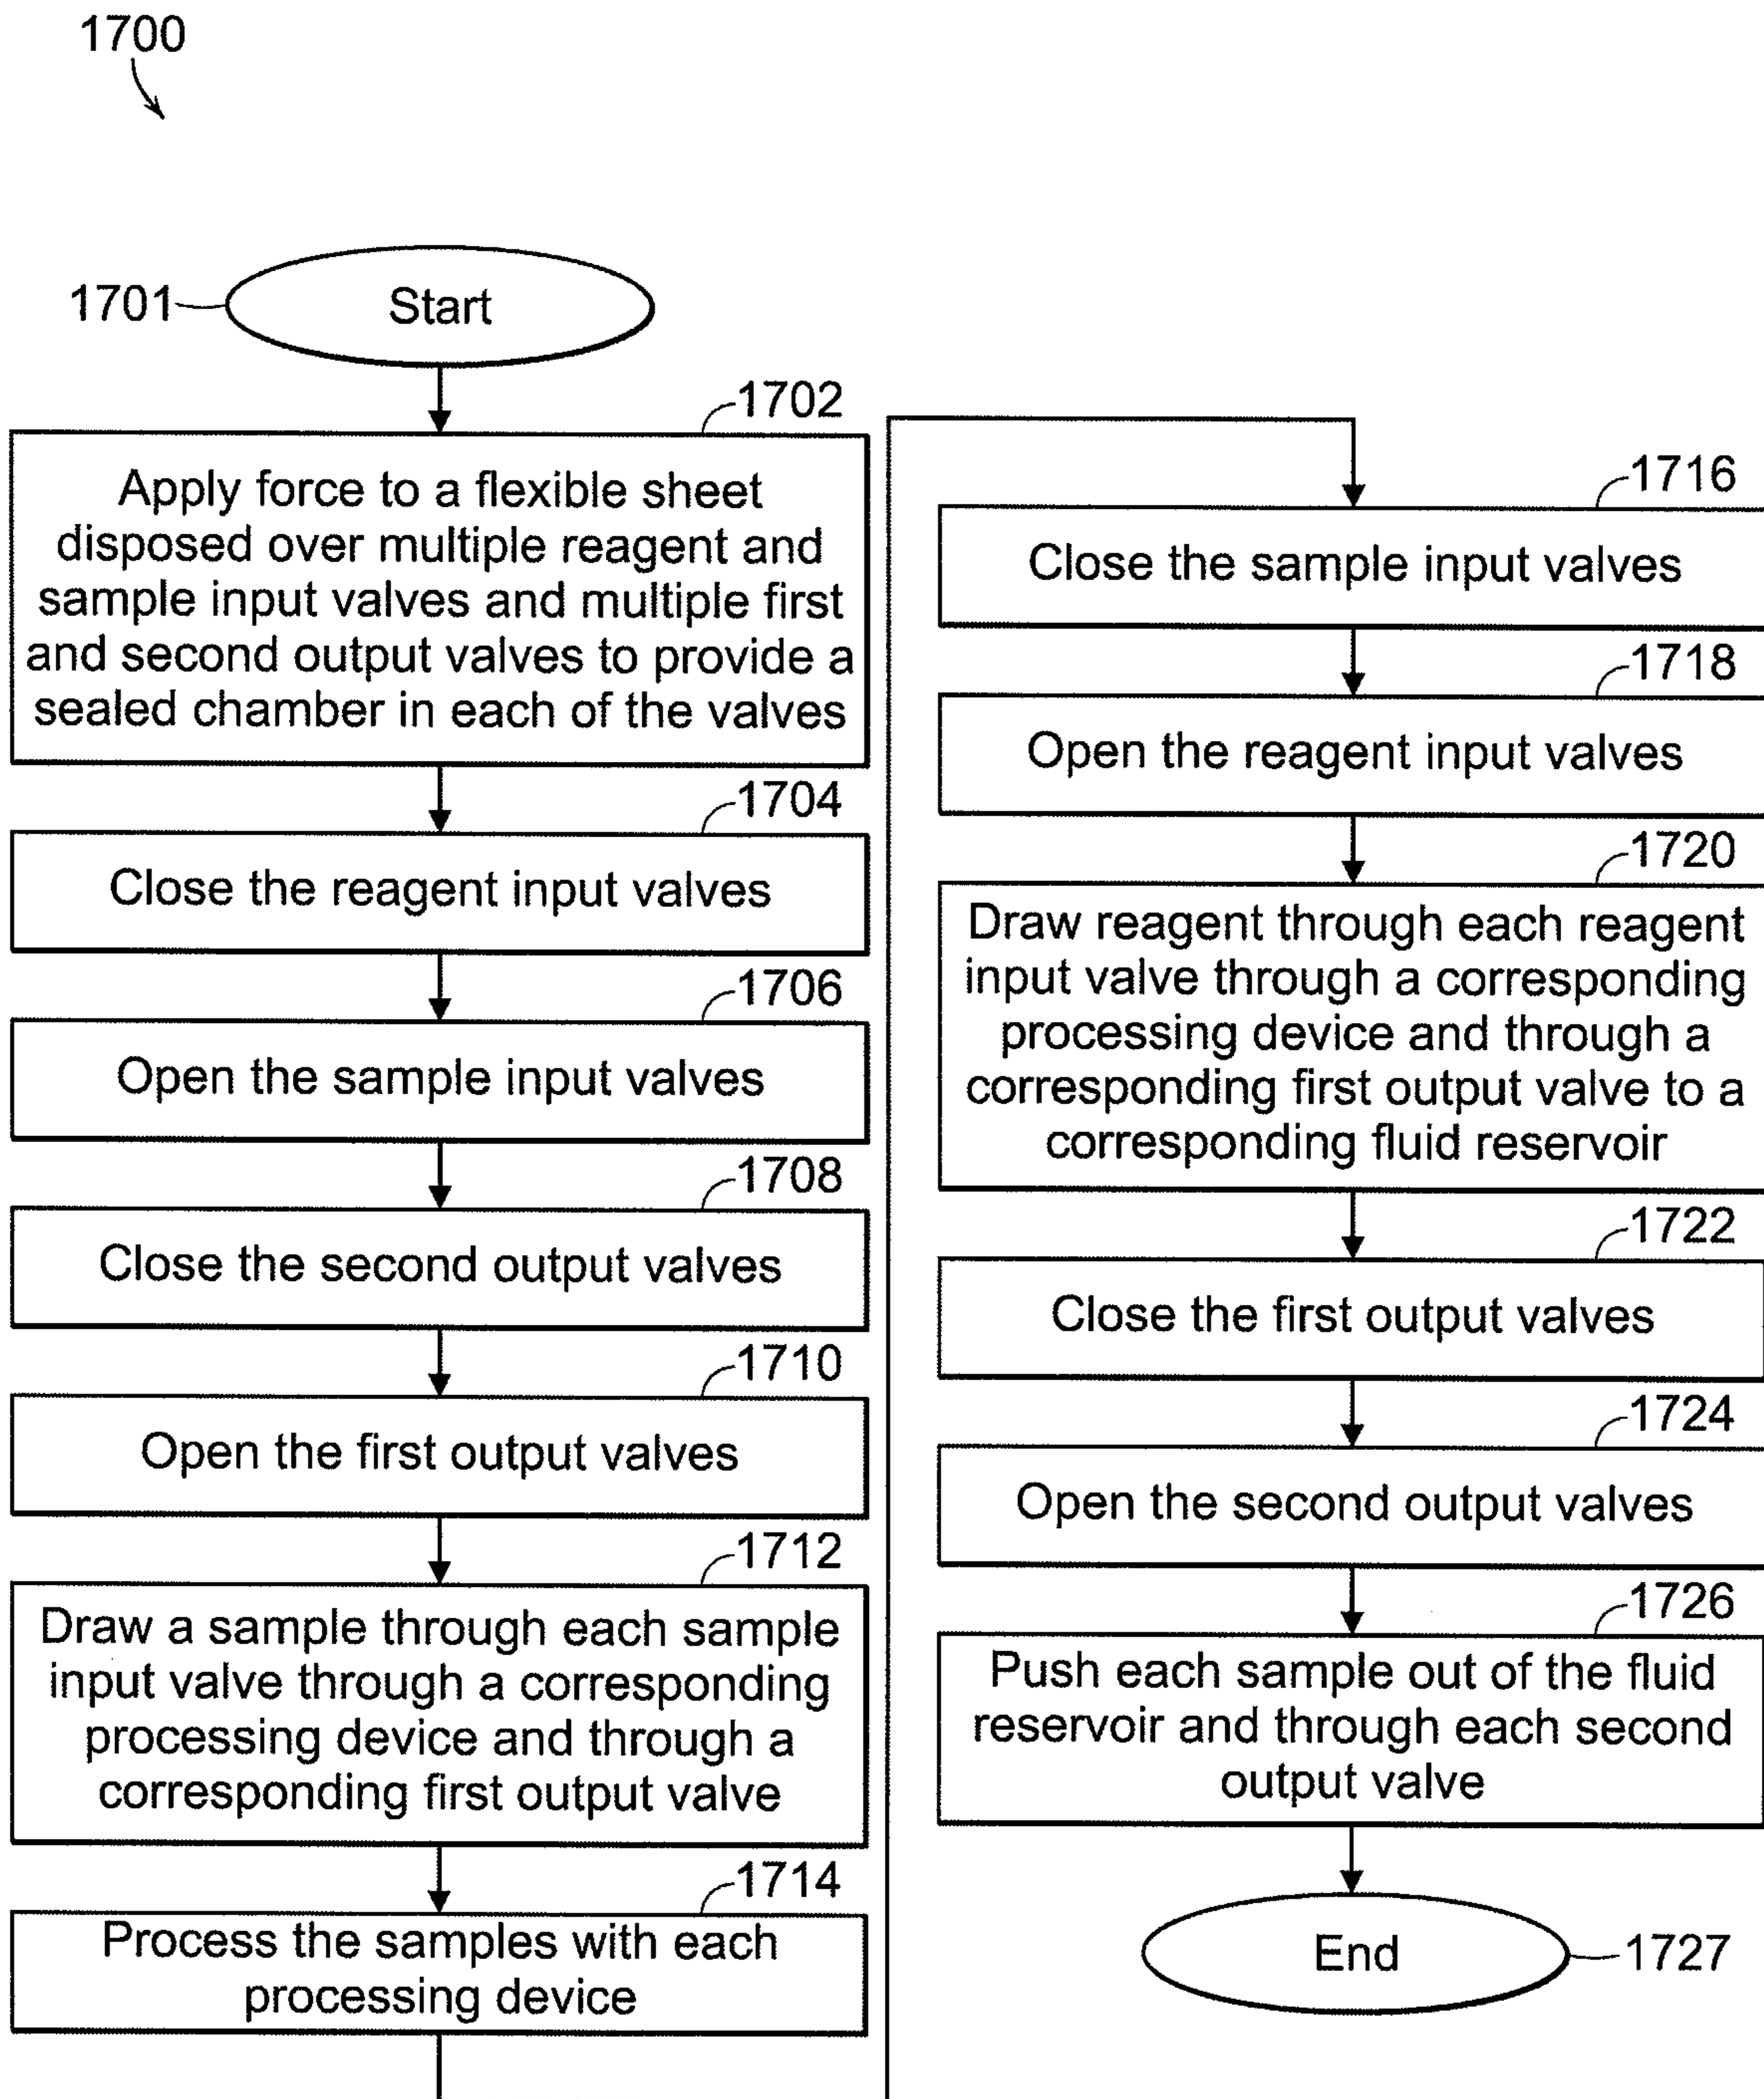 1700
1701
Start
1702
Apply force to a flexible sheet
disposed over multiple reagent and
sample input valves and multiple first
and second output valves to provide a
sealed chamber in each of the valves
1704
Close the reagent input valves
1706
Open the sample input valves
1708
Close the second output valves
1710
Open the first output valves
1712
Draw a sample through each sample
input valve through a corresponding
processing device and through a
corresponding first output valve
1714
Process the samples with each
processing device
1716
Close the sample input valves
1718
Open the reagent input valves
1720
Draw reagent through each reagent
input valve through a corresponding
processing device and through a
corresponding first output valve to a
corresponding fluid reservoir
1722
Close the first output valves
1724
Open the second output valves
1726
Push each sample out of the fluid
reservoir and through each second
output valve
End
1727